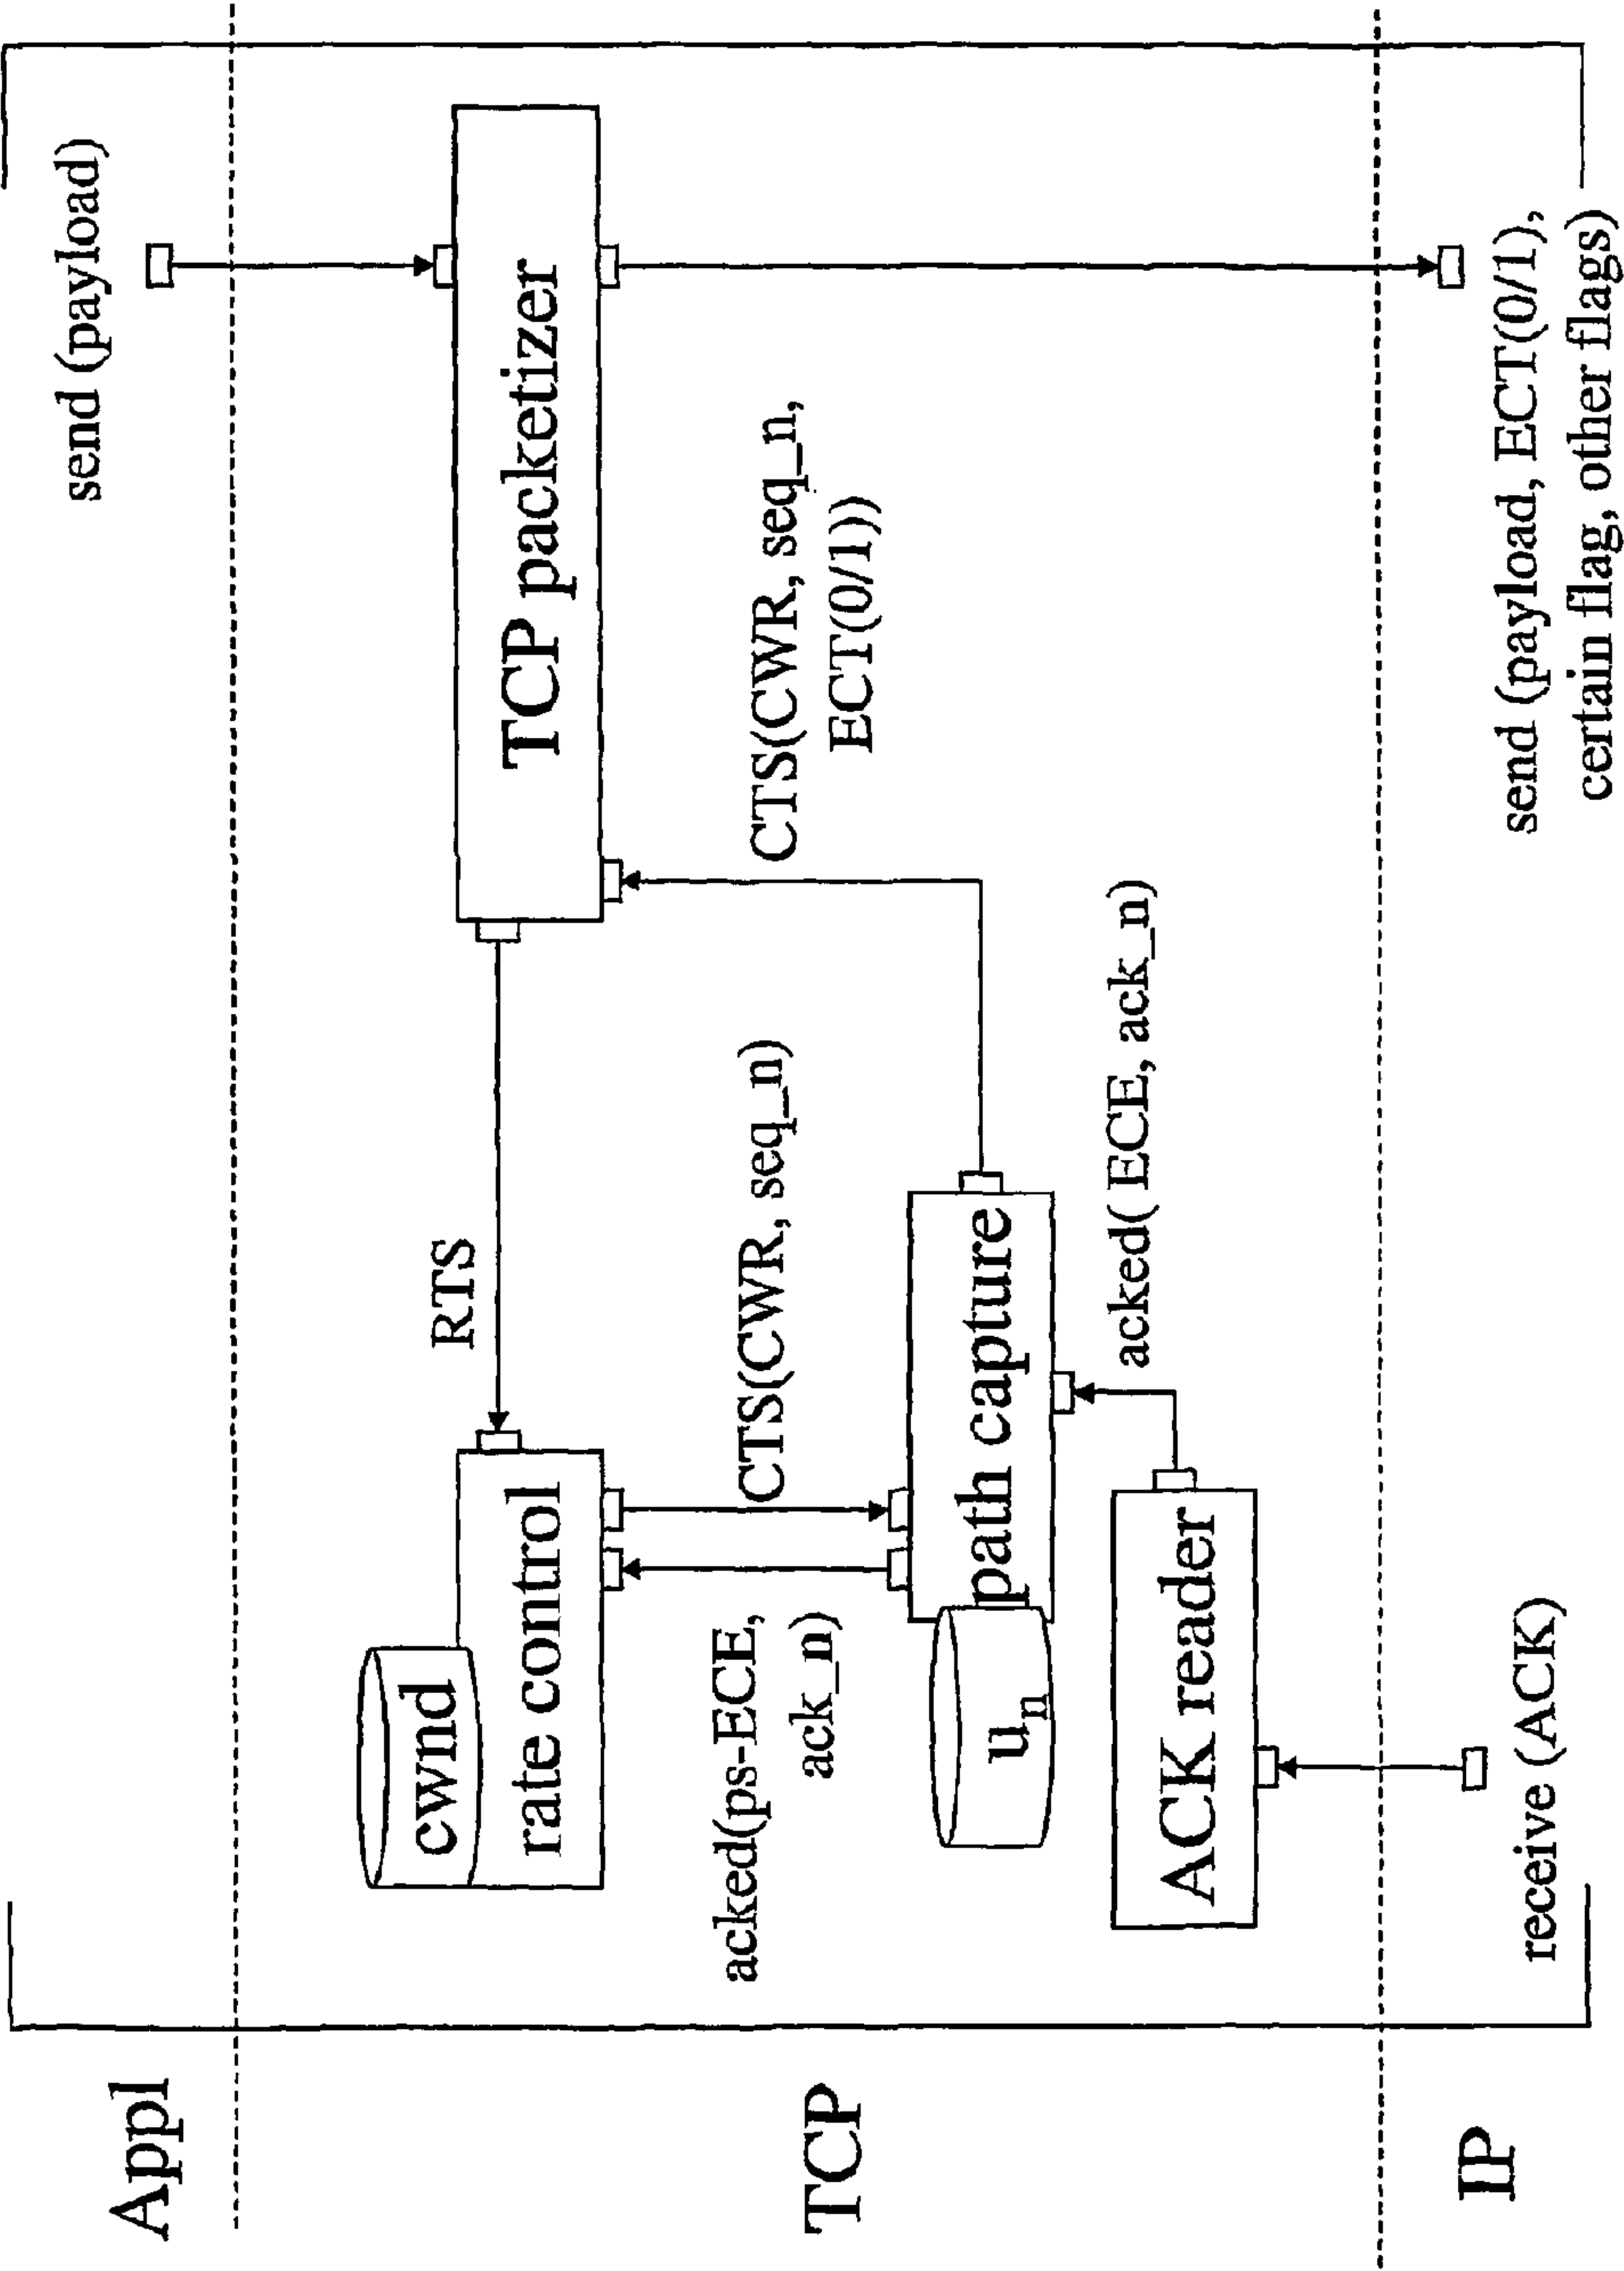 Appl
send (payload)
TCP
cwnd
rate control
RTS
TCP packetizer
acked(ps-ECE,
ack_n)
CTS(CWR, seq_n)
CTS(CWR, seq_n,
ECT(0/1))
u_n
path capture
acked( ECE, ack_n)
ACK reader
IP
receive (ACK)
send (payload, ECT(0/1),
certain flag, other flags)